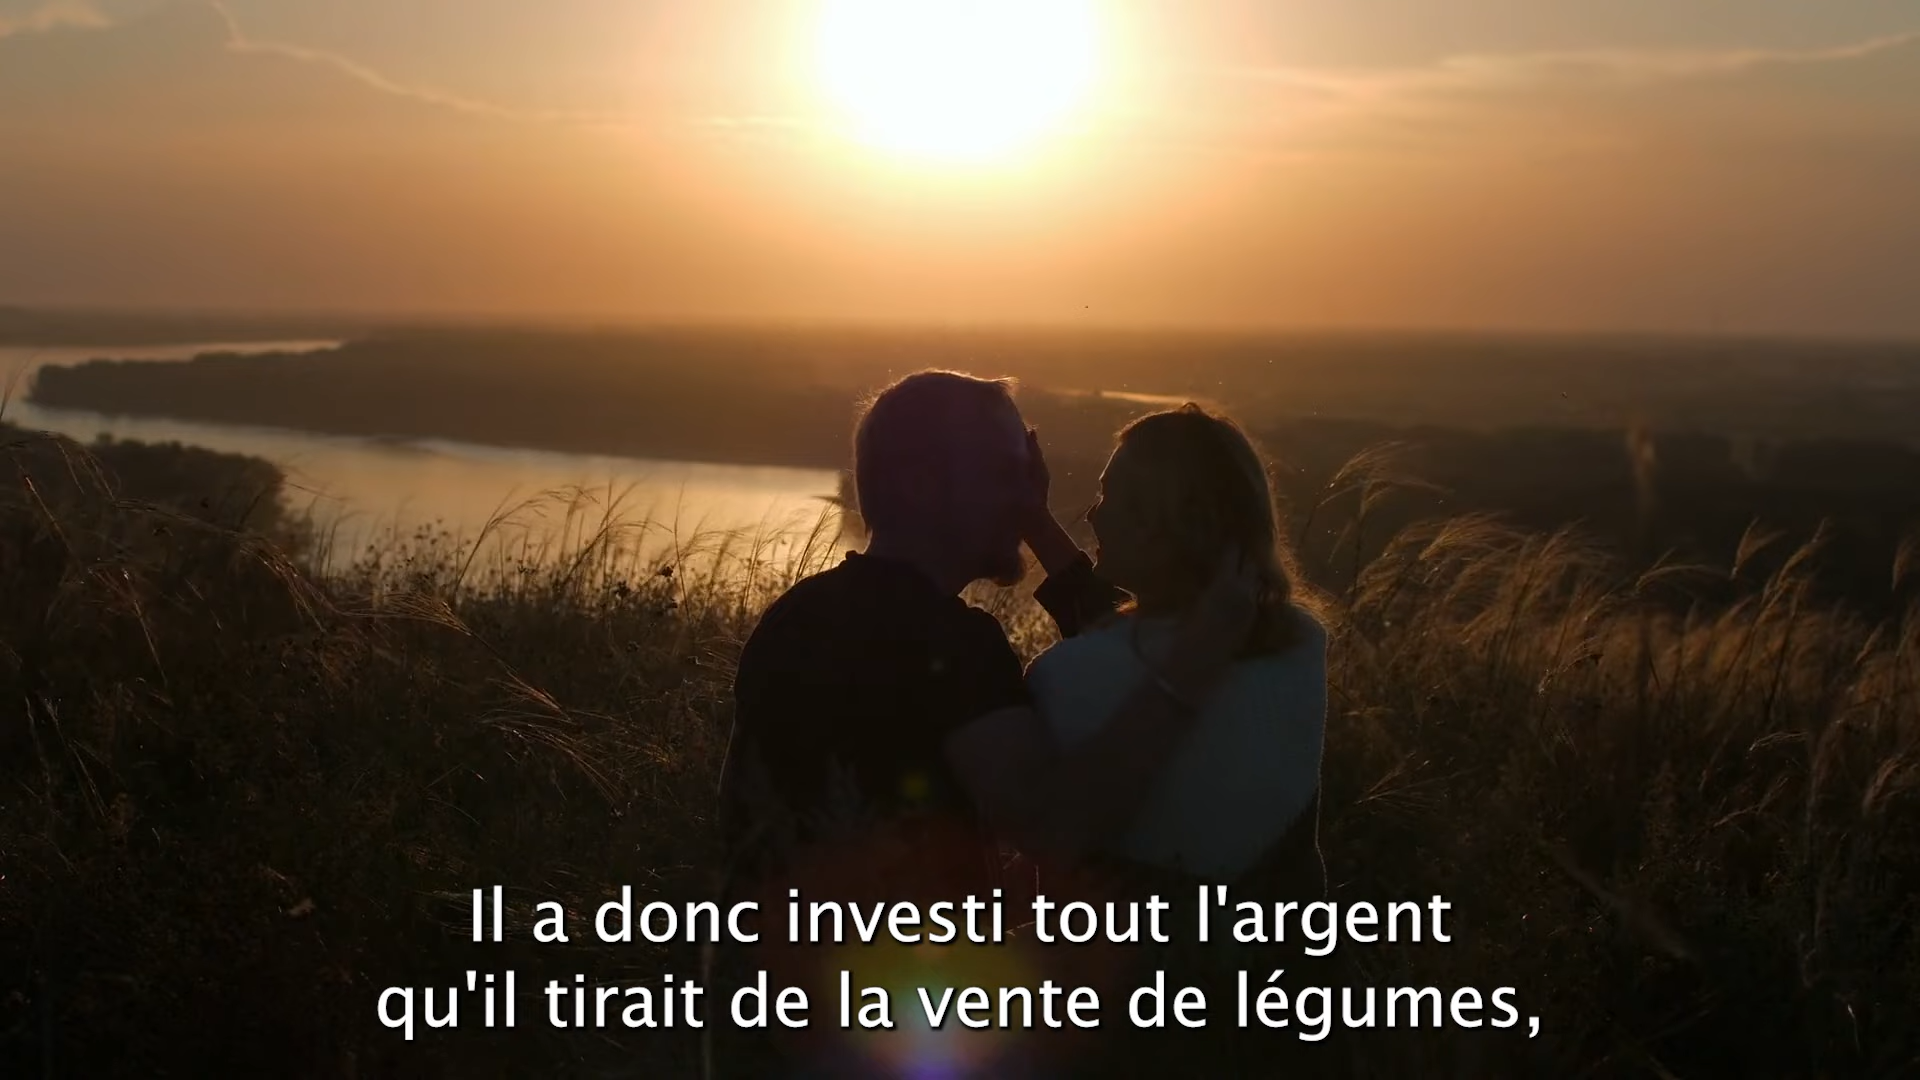 Il a donc investi tout l'argent
qu'il tirait de la vente de légumes,